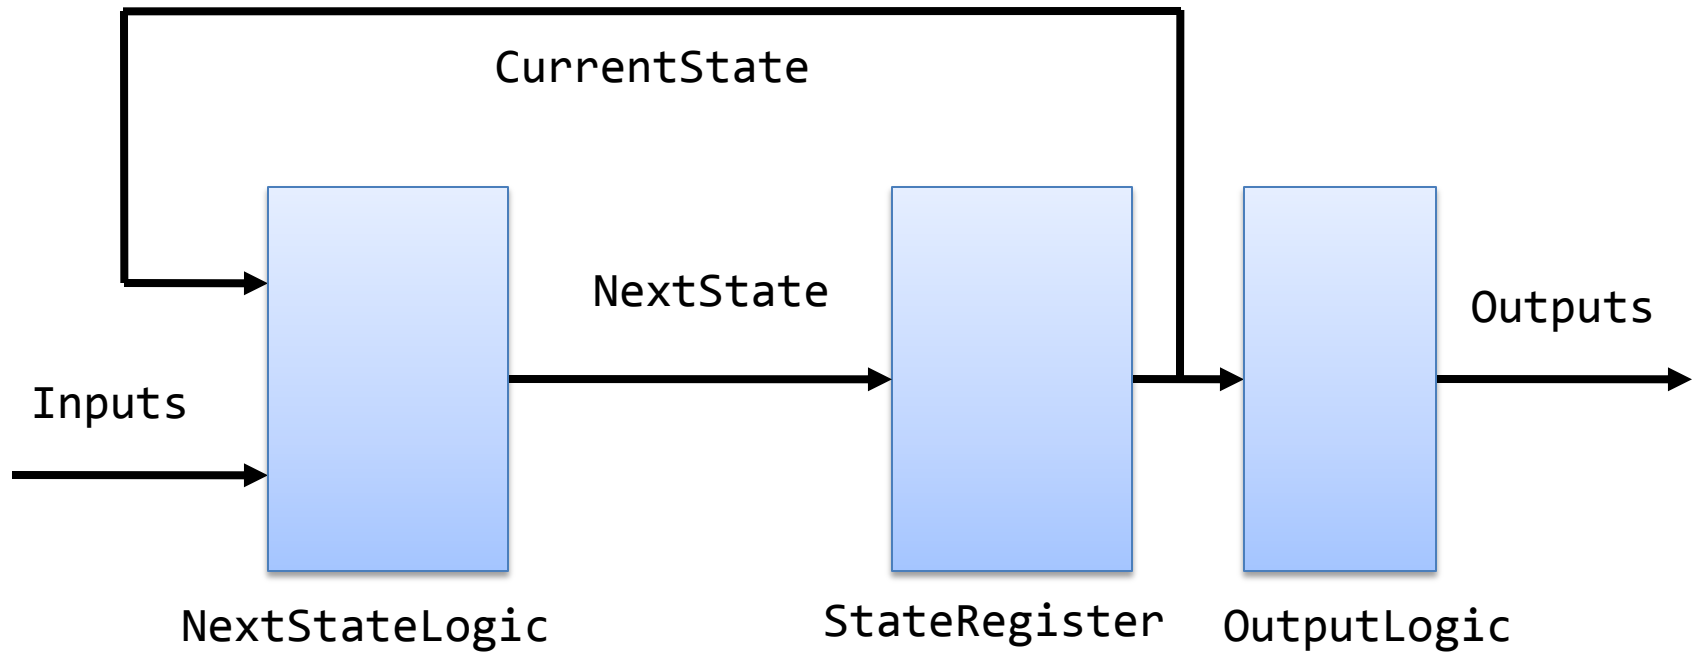 CurrentState
NextState
Outputs
Inputs
NextStateLogic
StateRegister
OutputLogic